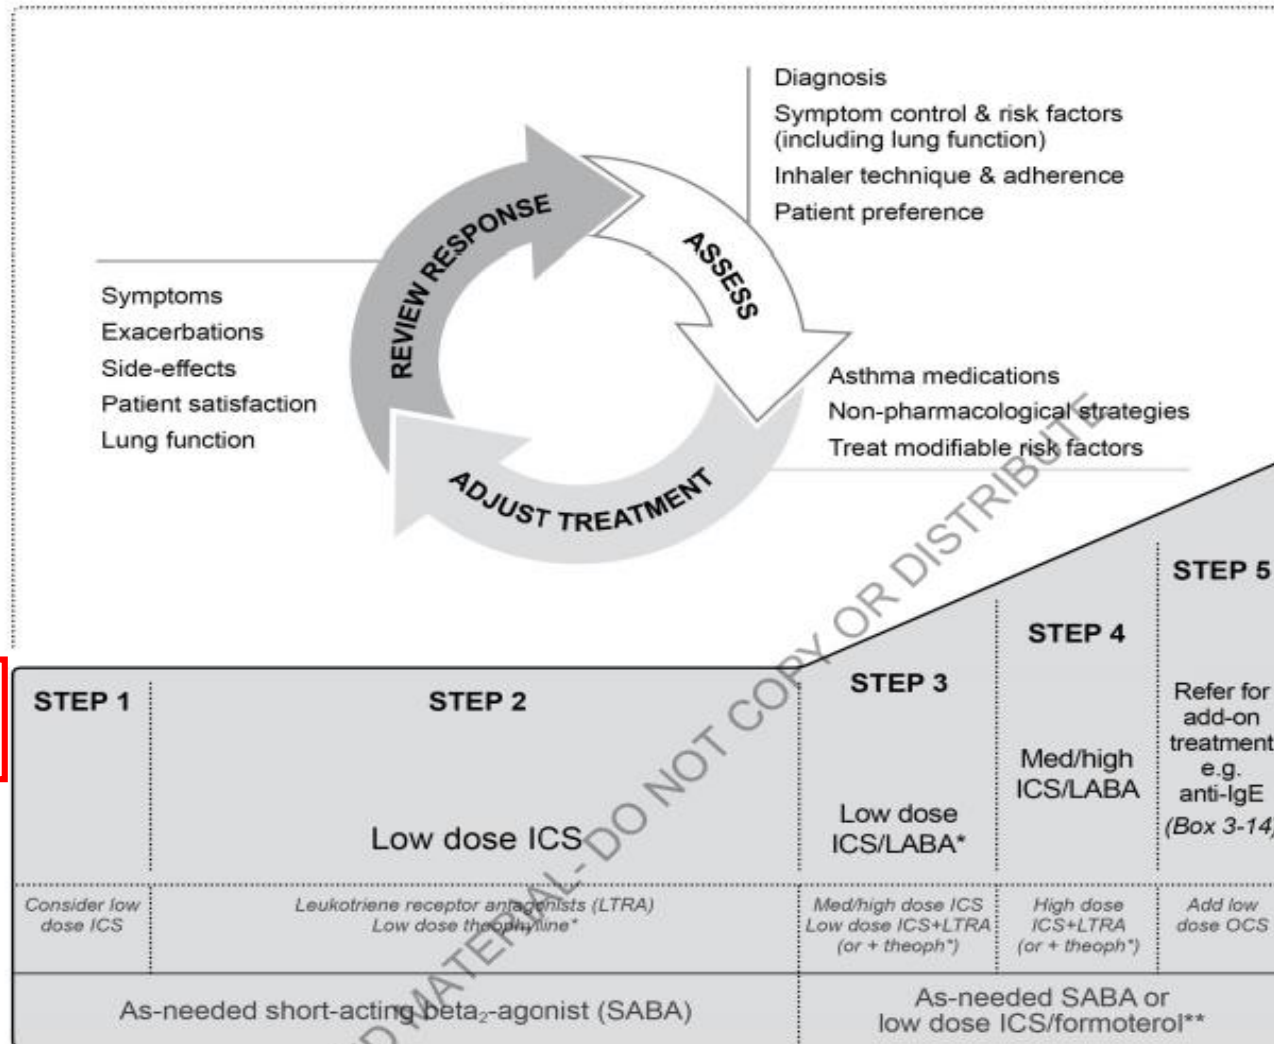 Diagnosis
Symptom control & risk factors
(including lung function)
Inhaler technique & adherence
Patient preference
REVIEW RESPONSE
ASSESS
Symptoms
Exacerbations
Side-effects
Patient satisfaction
Lung function
Asthma medications
Non-pharmacological strategies
Treat modifiable risk factors
ADJUST TREATMENT
STEP 1
STEP 2
STEP 3
STEP 4
STEP 5
Low dose ICS
Low dose
ICS/LABA*
Med/high
ICS/LABA
Refer for
add-on
treatment
e.g.
anti-IgE
(Box 3-14)
Consider low
dose ICS
Leukotriene receptor antagonists (LTRA)
Low dose theophylline*
Med/high dose ICS
Low dose ICS+LTRA
(or + theoph*)
High dose
ICS+LTRA
(or + theoph*)
Add low
dose OCS
As-needed short-acting beta₂-agonist (SABA)
As-needed SABA or
low dose ICS/formoterol**
D MATERIAL- DO NOT COPY OR DISTRIBUTE